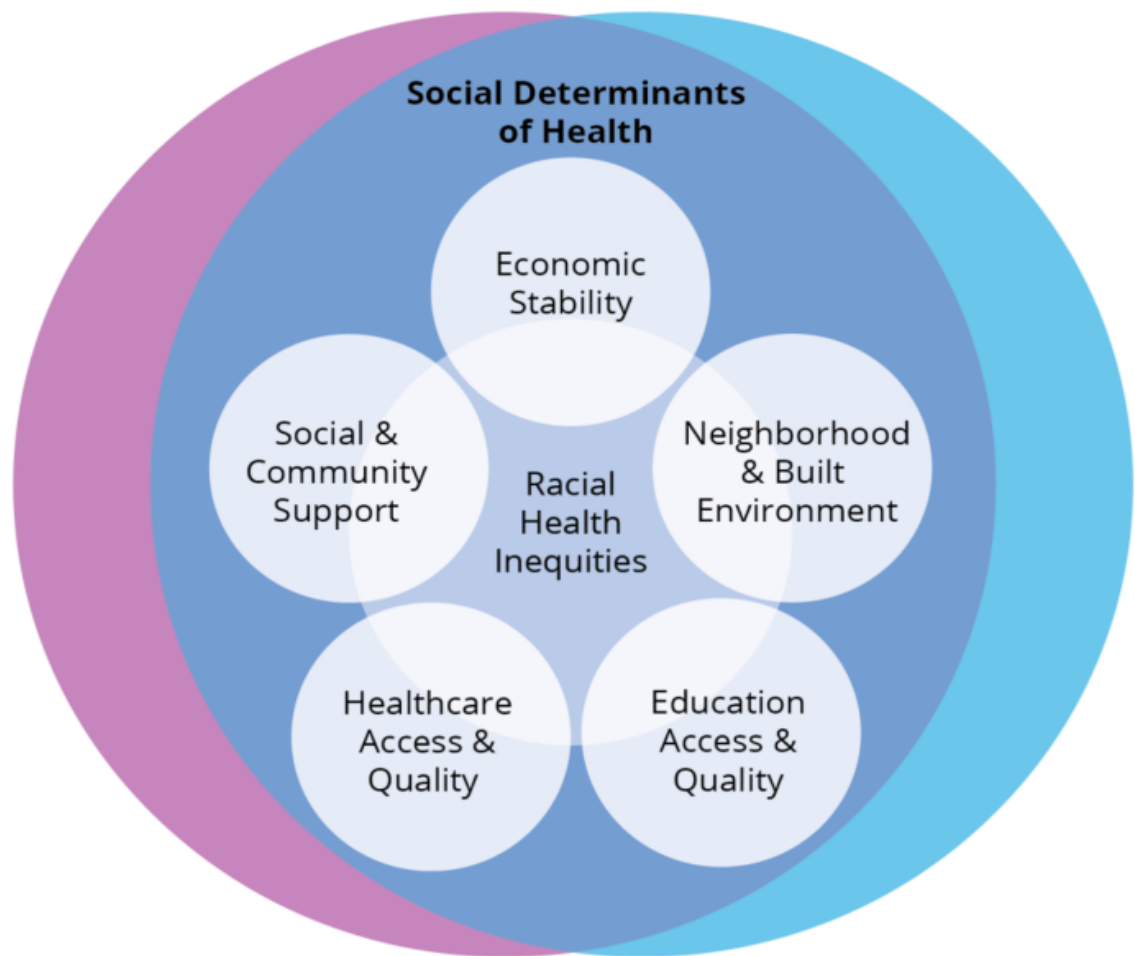 Social Determinants
of Health
Economic
Stability
Social &
Community
Support
Neighborhood
& Built
Environment
Racial
Health
Inequities
Healthcare
Access &
Quality
Education
Access &
Quality